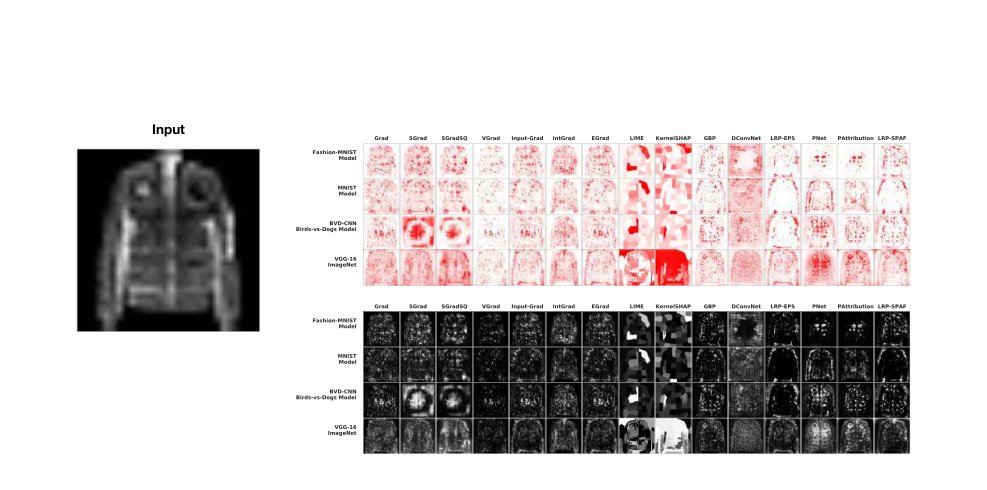 Input
Grad SGrad SGradSQ VGrad Input-Grad IntGrad EGrad LIME KernelSHAP GBP DConvNet LRP-EPS PNet PAttribution LRP-SPAF
Fashion-MNIST
Model
MNIST
Model
BVD-CNN
Birds-vs-Dogs Model
VGG-16
ImageNet
Grad SGrad SGradSQ VGrad Input-Grad IntGrad EGrad LIME KernelSHAP GBP DConvNet LRP-EPS PNet PAttribution LRP-SPAF
Fashion-MNIST
Model
MNIST
Model
BVD-CNN
Birds-vs-Dogs Model
VGG-16
ImageNet